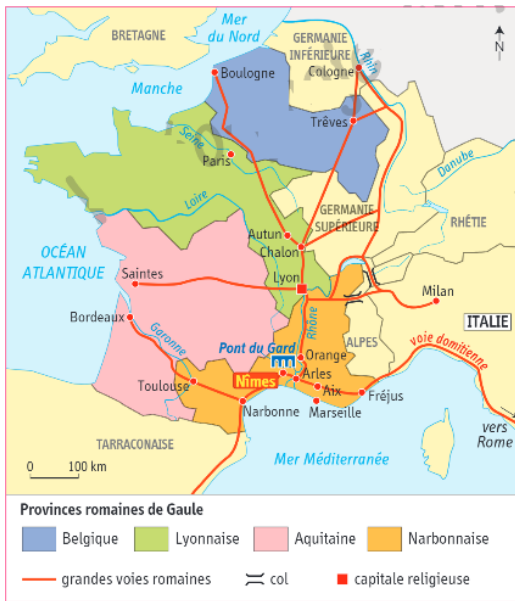 Mer
du Nord
BRETAGNE
GERMANIE
INFÉRIEURE
Cologne
Rhin
N
Boulogne
Manche
Trêves
Seine
Paris
Danube
Loire
GERMANIE
SUPÉRIEURE
RHÉTIE
Autun
Chalon
OCÉAN
ATLANTIQUE
Saintes
Lyon
Milan
Bordeaux
Rhône
ITALIE
Garonne
Pont du Gard
Orange
ALPES
voie domitienne
Toulouse
Nîmes
Arles
Aix
Fréjus
Narbonne
Marseille
vers
Rome
TARRACONAISE
Mer Méditerranée
0 100 km
Provinces romaines de Gaule
Belgique Lyonnaise Aquitaine Narbonnaise
grandes voies romaines col capitale religieuse